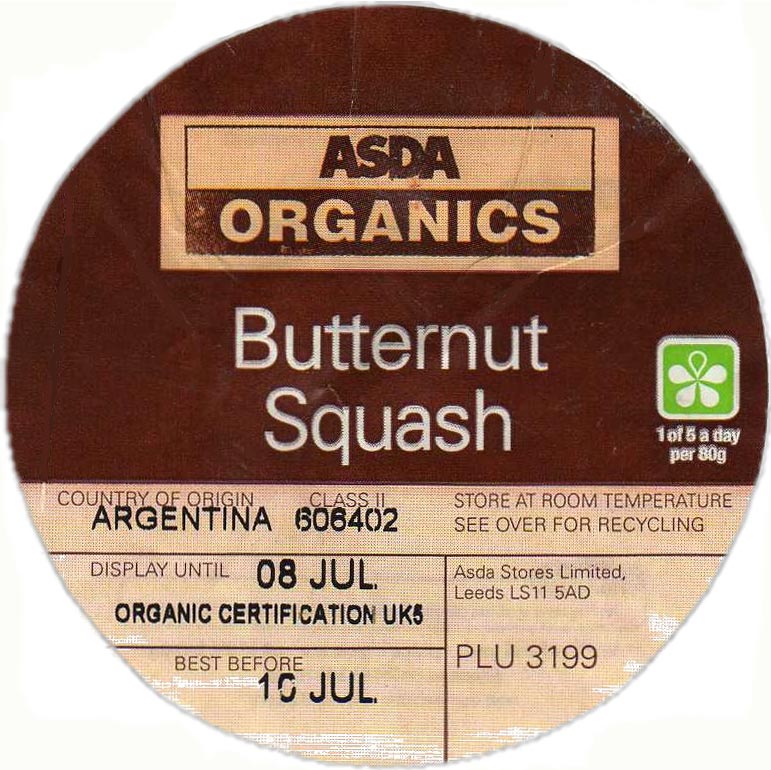 ASDA
ORGANICS
Butternut
Squash
1 of 5 a day
per 80g
COUNTRY OF ORIGIN CLASS II
ARGENTINA 606402
STORE AT ROOM TEMPERATURE
SEE OVER FOR RECYCLING
DISPLAY UNTIL 08 JUL
ORGANIC CERTIFICATION UK5
Asda Stores Limited,
Leeds LS11 5AD
BEST BEFORE
10 JUL
PLU 3199